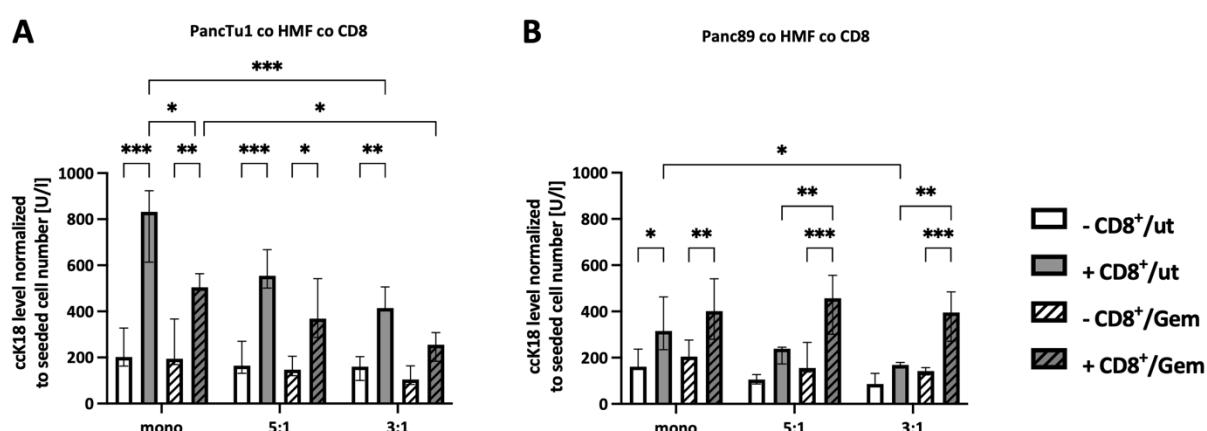 A
PancTu1 co HMF co CD8
***
*
*
***
**
***
*
**
ccK18 level normalized
to seeded cell number [U/l]
1000
800
600
400
200
0
mono
5:1
3:1
B
Panc89 co HMF co CD8
*
**
**
*
**
***
***
ccK18 level normalized
to seeded cell number [U/l]
1000
800
600
400
200
0
mono
5:1
3:1
- CD8⁺/ut
+ CD8⁺/ut
- CD8⁺/Gem
+ CD8⁺/Gem